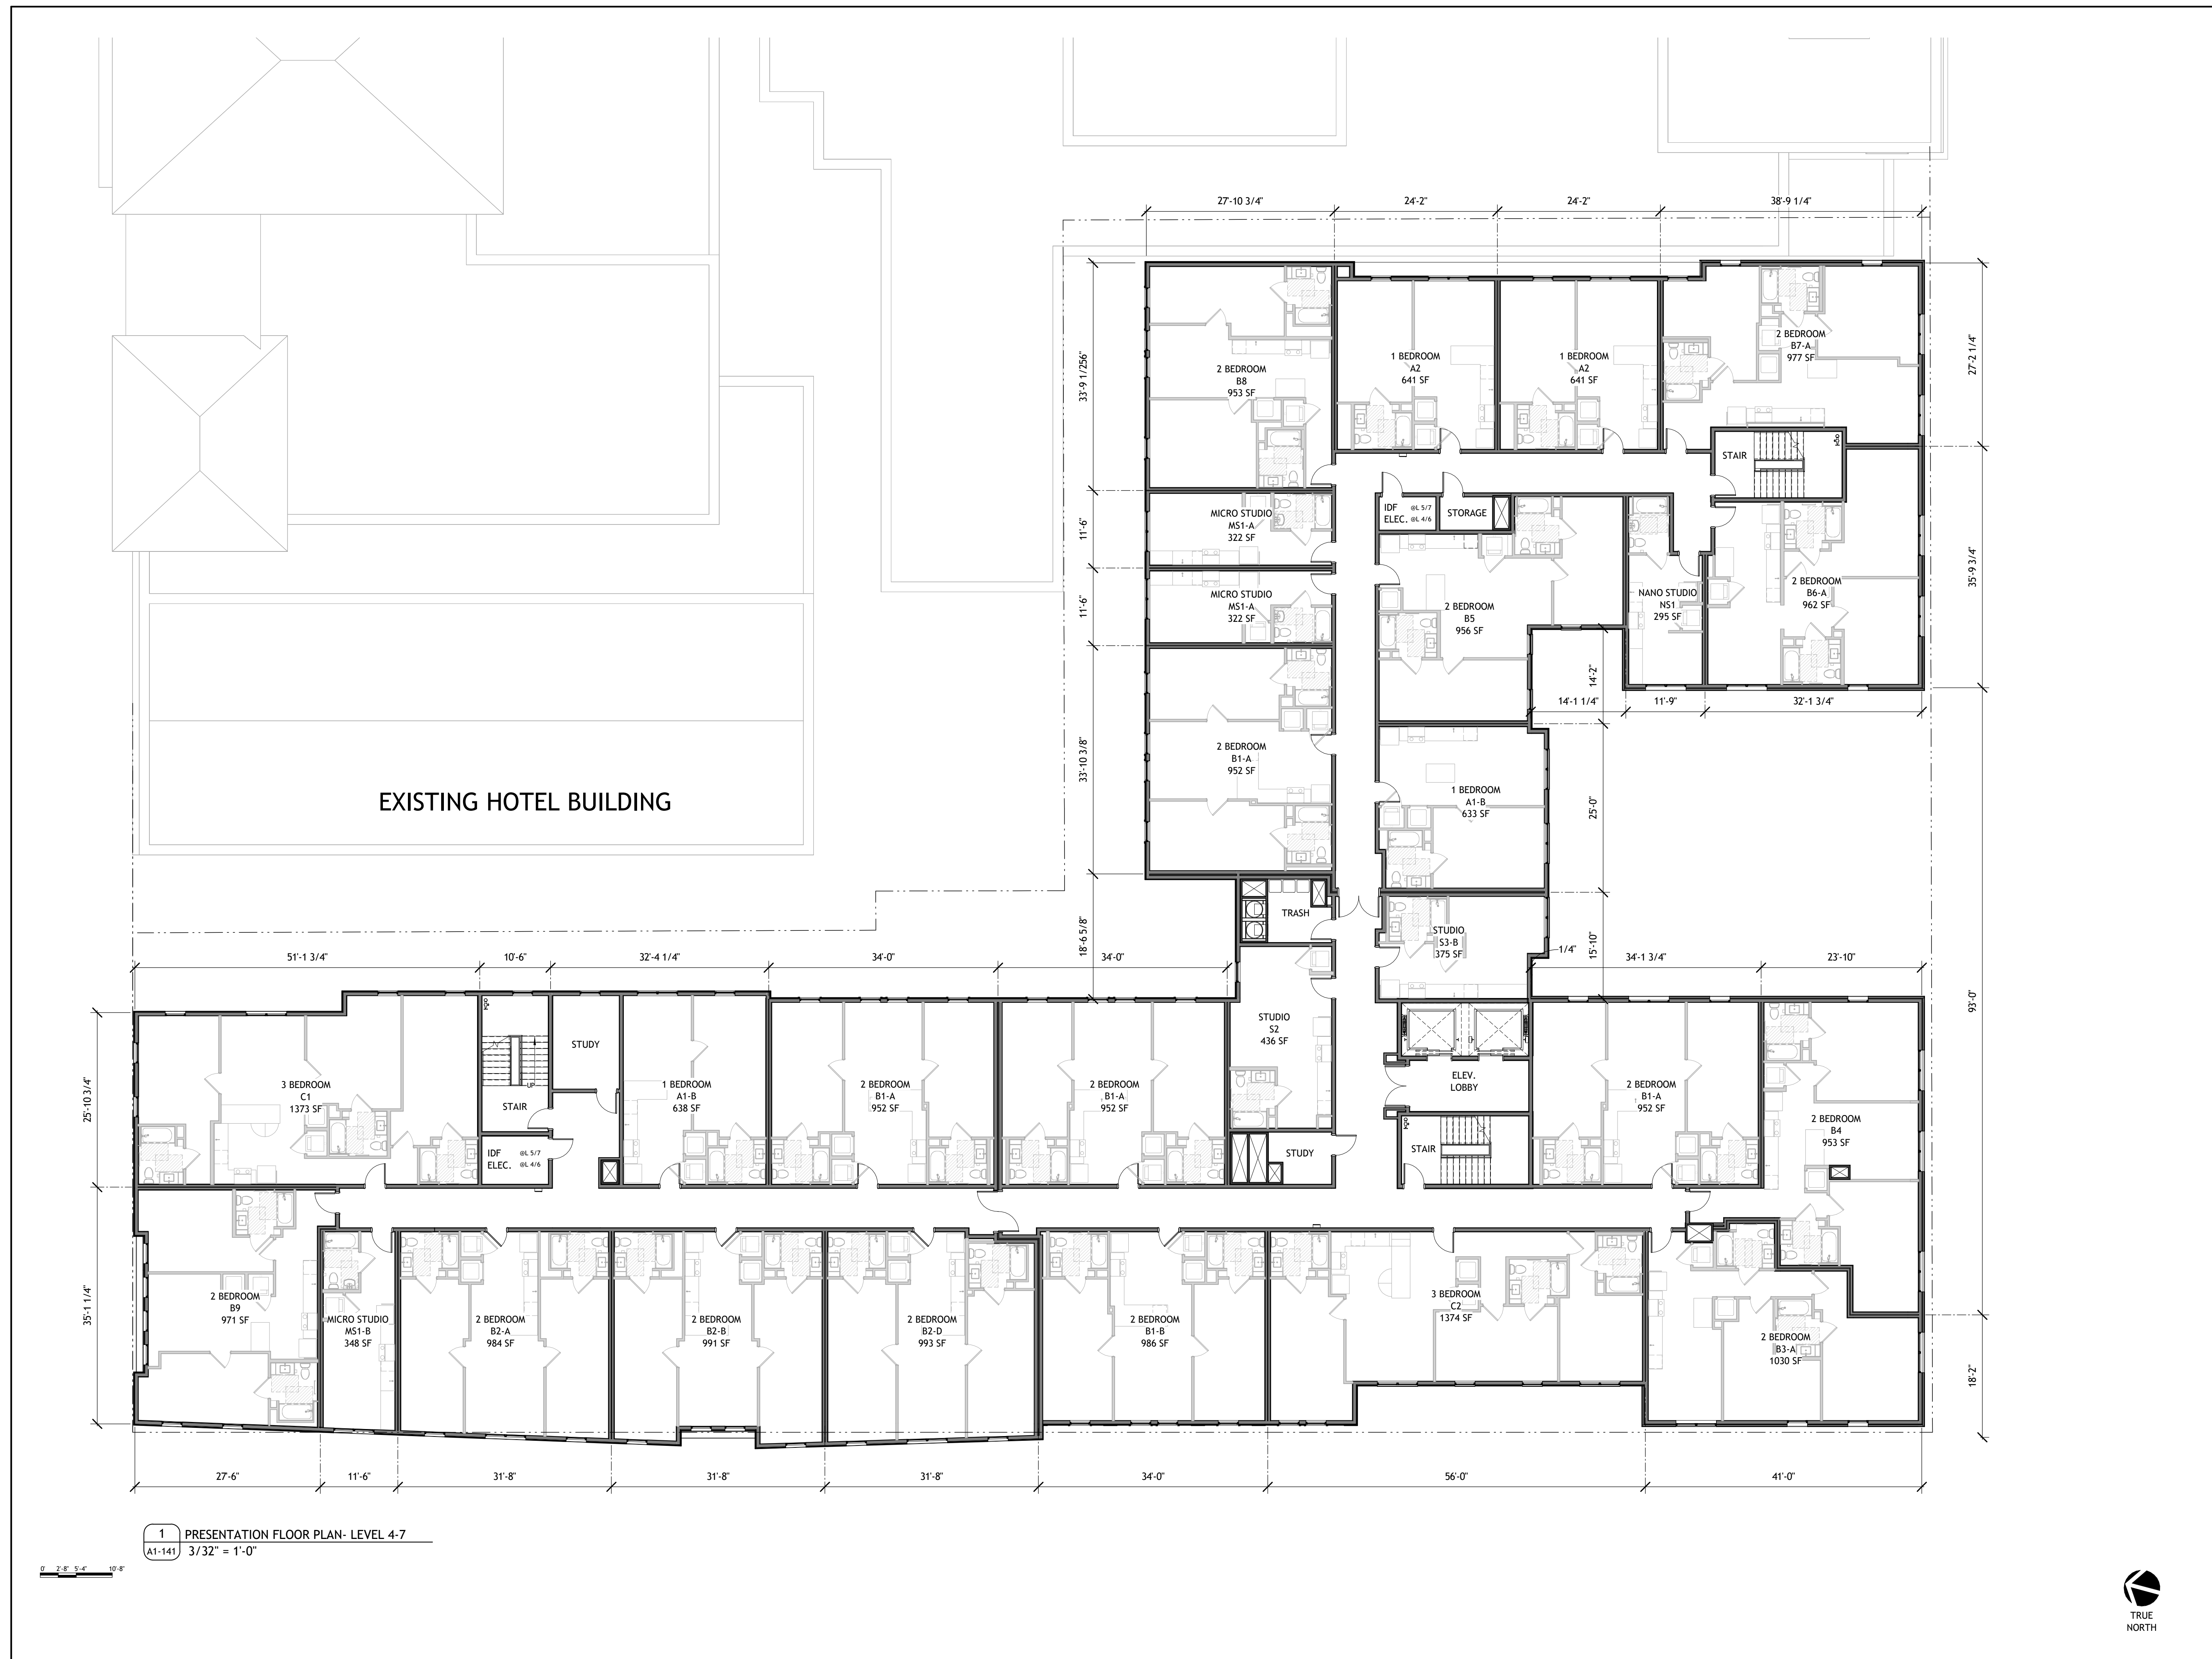 27'-10 3/4"
24'-2"
24'-2"
38'-9 1/4"
33'-9 1/256"
11'-6"
11'-6"
33'-10 3/8"
18'-6 5/8"
27'-2 1/4"
35'-9 3/4"
93'-0"
18'-2"
2 BEDROOM
B8
953 SF
1 BEDROOM
A2
641 SF
1 BEDROOM
A2
641 SF
2 BEDROOM
B7-A
977 SF
STAIR
MICRO STUDIO
MS1-A
322 SF
IDF @L 5/7
ELEC. @L 4/6
STORAGE
MICRO STUDIO
MS1-A
322 SF
2 BEDROOM
B5
956 SF
NANO STUDIO
NS1
295 SF
2 BEDROOM
B6-A
962 SF
14'-2"
14'-1 1/4"
11'-9"
32'-1 3/4"
2 BEDROOM
B1-A
952 SF
1 BEDROOM
A1-B
633 SF
25'-0"
EXISTING HOTEL BUILDING
TRASH
STUDIO
S3-B
375 SF
1/4"
15'-10"
51'-1 3/4"
10'-6"
32'-4 1/4"
34'-0"
34'-0"
34'-1 3/4"
23'-10"
25'-10 3/4"
35'-1 1/4"
3 BEDROOM
C1
1373 SF
UP
STAIR
STUDY
IDF @L 5/7
ELEC. @L 4/6
1 BEDROOM
A1-B
638 SF
2 BEDROOM
B1-A
952 SF
2 BEDROOM
B1-A
952 SF
STUDIO
S2
436 SF
STUDY
ELEV.
LOBBY
STAIR
2 BEDROOM
B1-A
952 SF
2 BEDROOM
B4
953 SF
2 BEDROOM
B9
971 SF
MICRO STUDIO
MS1-B
348 SF
2 BEDROOM
B2-A
984 SF
2 BEDROOM
B2-B
991 SF
2 BEDROOM
B2-D
993 SF
2 BEDROOM
B1-B
986 SF
3 BEDROOM
C2
1374 SF
2 BEDROOM
B3-A
1030 SF
27'-6"
11'-6"
31'-8"
31'-8"
31'-8"
34'-0"
56'-0"
41'-0"
1
PRESENTATION FLOOR PLAN- LEVEL 4-7
A1-141
3/32" = 1'-0"
0' 2'-8" 5'-4" 10'-8"
TRUE
NORTH